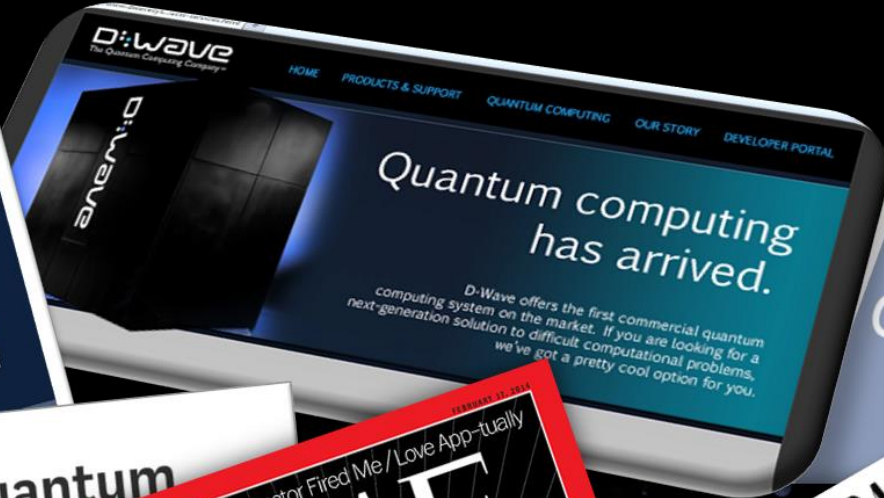 D:Wave
The Quantum Computing Company™
HOME PRODUCTS & SUPPORT QUANTUM COMPUTING OUR STORY DEVELOPER PORTAL
D:Wave
Quantum computing
has arrived.
D-Wave offers the first commercial quantum
computing system on the market. If you are looking for a
next-generation solution to difficult computational problems,
we've got a pretty cool option for you.
FEBRUARY 17, 2014
Fired Me / Love App-tually